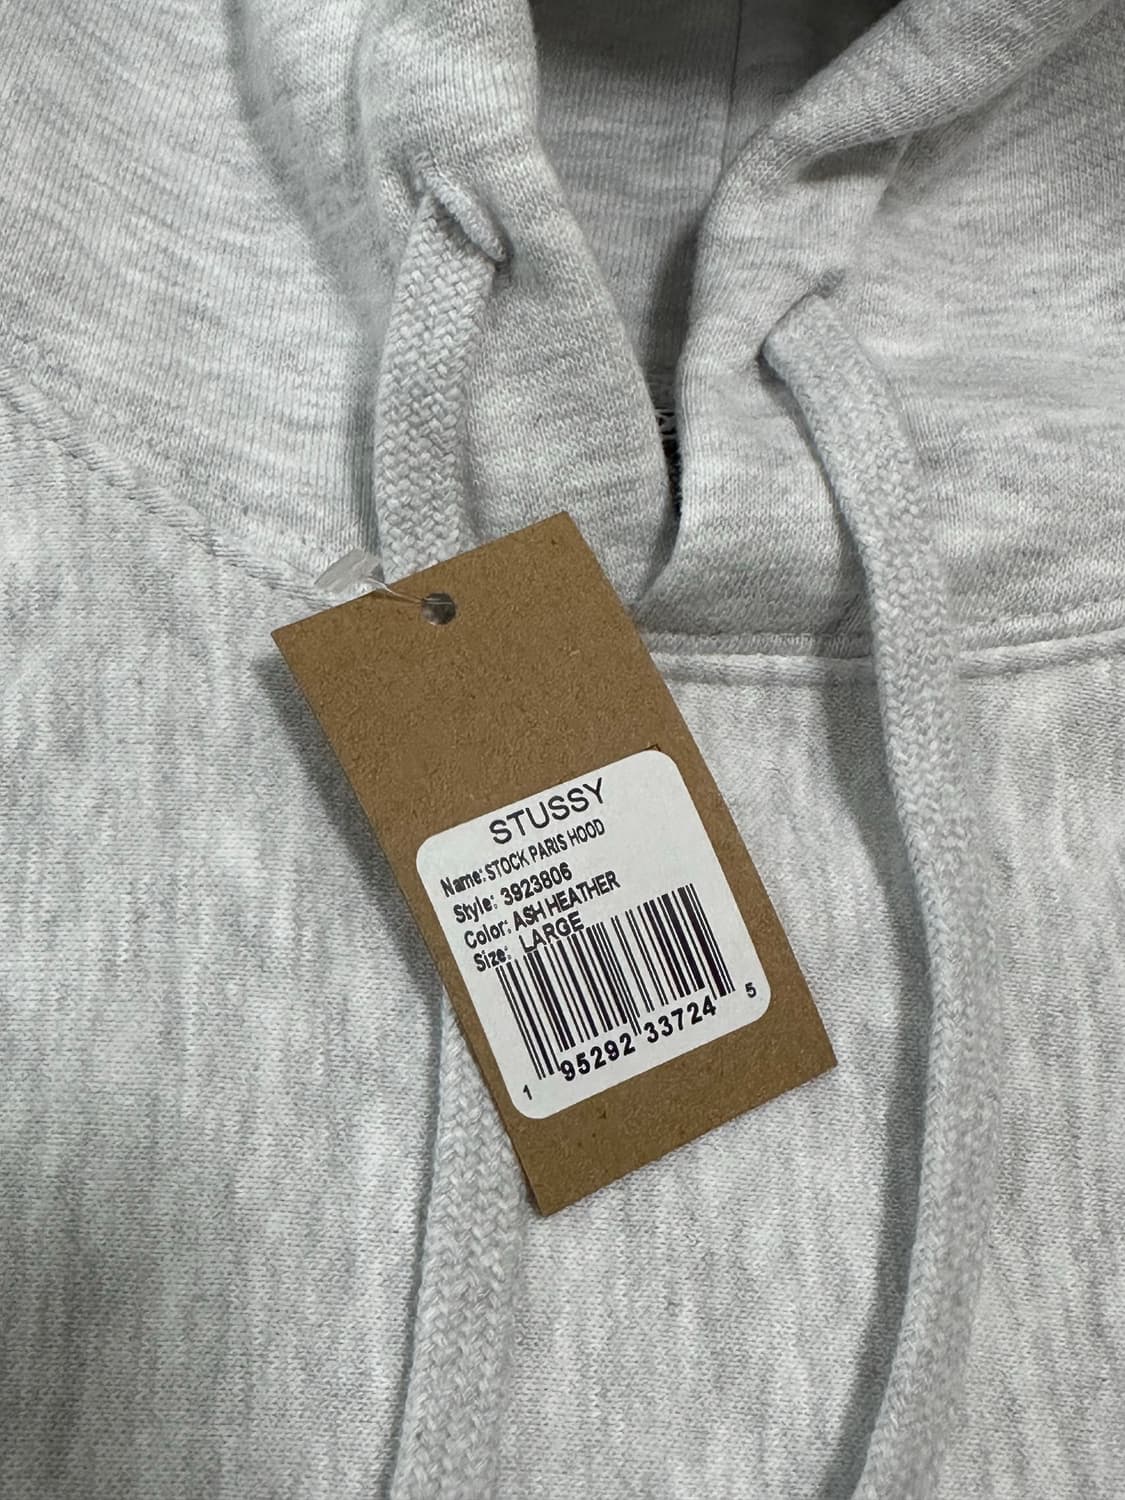 STUSSY
Name: STOCK PARIS HOOD
Style: 3923806
Color: ASH HEATHER
Size: LARGE
1 95292 33724 5